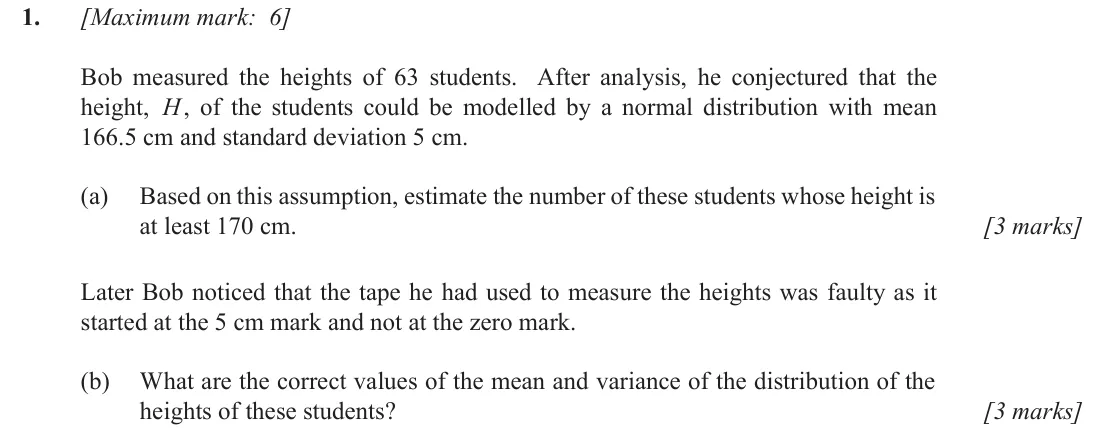 1. [Maximum mark: 6]
Bob measured the heights of 63 students. After analysis, he conjectured that the
height, H, of the students could be modelled by a normal distribution with mean
166.5 cm and standard deviation 5 cm.
(a) Based on this assumption, estimate the number of these students whose height is
at least 170 cm. [3 marks]
Later Bob noticed that the tape he had used to measure the heights was faulty as it
started at the 5 cm mark and not at the zero mark.
(b) What are the correct values of the mean and variance of the distribution of the
heights of these students? [3 marks]